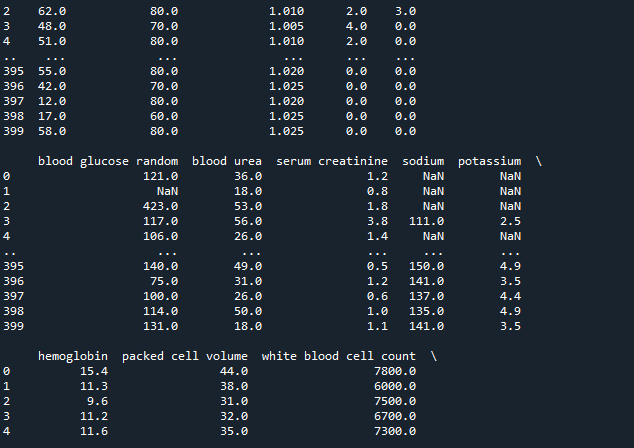 2    62.0            80.0             1.010      2.0    3.0
3    48.0            70.0             1.005      4.0    0.0
4    51.0            80.0             1.010      2.0    0.0
..    ...             ...               ...      ...    ...
395  55.0            80.0             1.020      0.0    0.0
396  42.0            70.0             1.025      0.0    0.0
397  12.0            80.0             1.020      0.0    0.0
398  17.0            60.0             1.025      0.0    0.0
399  58.0            80.0             1.025      0.0    0.0
blood glucose random  blood urea  serum creatinine  sodium  potassium  \
0                   121.0        36.0               1.2     NaN        NaN
1                     NaN        18.0               0.8     NaN        NaN
2                   423.0        53.0               1.8     NaN        NaN
3                   117.0        56.0               3.8   111.0        2.5
4                   106.0        26.0               1.4     NaN        NaN
..                    ...         ...               ...     ...        ...
395                 140.0        49.0               0.5   150.0        4.9
396                  75.0        31.0               1.2   141.0        3.5
397                 100.0        26.0               0.6   137.0        4.4
398                 114.0        50.0               1.0   135.0        4.9
399                 131.0        18.0               1.1   141.0        3.5
hemoglobin  packed cell volume  white blood cell count  \
0          15.4                44.0                  7800.0
1          11.3                38.0                  6000.0
2           9.6                31.0                  7500.0
3          11.2                32.0                  6700.0
4          11.6                35.0                  7300.0